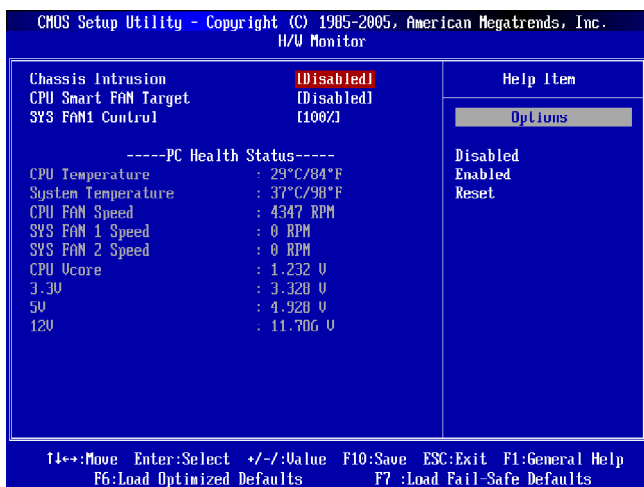 CMOS Setup Utility - Copyright (C) 1985-2005, American Megatrends, Inc.
H/W Monitor
Chassis Intrusion [Disabled]
CPU Smart FAN Target [Disabled]
SYS FAN1 Control [100%]
-----PC Health Status-----
CPU Temperature : 29°C/84°F
System Temperature : 37°C/98°F
CPU FAN Speed : 4347 RPM
SYS FAN 1 Speed : 0 RPM
SYS FAN 2 Speed : 0 RPM
CPU Vcore : 1.232 V
3.3V : 3.328 V
5V : 4.928 V
12V : 11.706 V
Help Item
Options
Disabled
Enabled
Reset
↑↓←→:Move Enter:Select +/-/:Value F10:Save ESC:Exit F1:General Help
F6:Load Optimized Defaults F7 :Load Fail-Safe Defaults